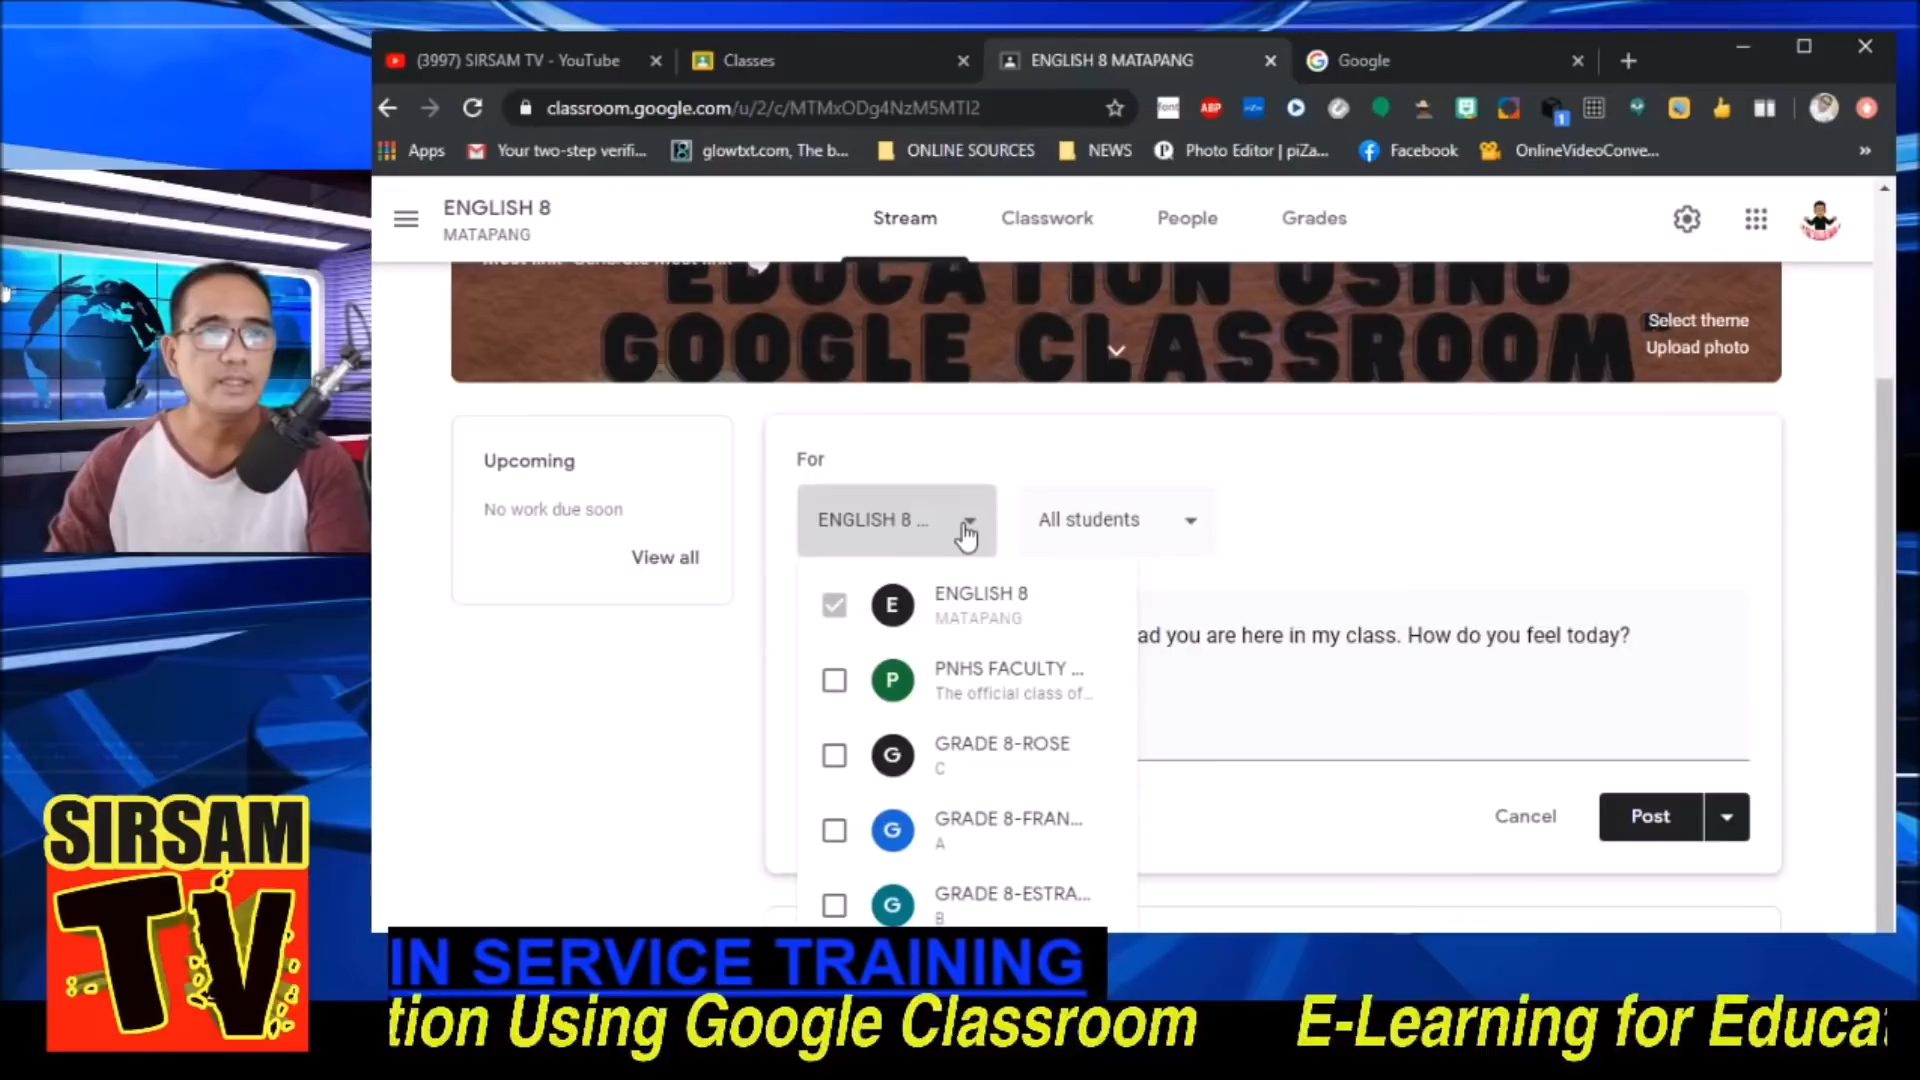 (3997) SIRSAM TV - YouTube
Classes
ENGLISH 8 MATAPANG
Google
classroom.google.com/u/2/c/MTMxODg4NzM5MTI2
ABP
1
Apps
Your two-step verifi...
glowtxt.com, The b...
ONLINE SOURCES
NEWS
Photo Editor | piZa...
Facebook
OnlineVideoConve...
»
ENGLISH 8
MATAPANG
Stream
Classwork
People
Grades
EDUCATION USING
GOOGLE CLASSROOM
Select theme
Upload photo
Upcoming
No work due soon
View all
For
ENGLISH 8 ...
All students
E
ENGLISH 8
MATAPANG
ad you are here in my class. How do you feel today?
P
PNHS FACULTY ...
The official class of...
G
GRADE 8-ROSE
C
G
GRADE 8-FRAN...
A
G
GRADE 8-ESTRA...
B
Cancel
Post
SIRSAM
TV
IN SERVICE TRAINING
tion Using Google Classroom
E-Learning for Educa